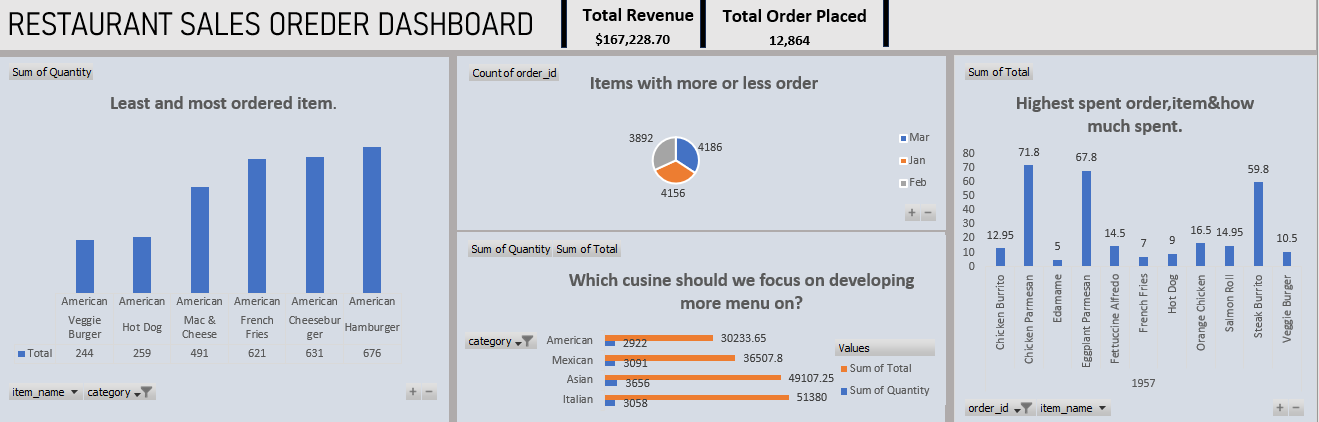 RESTAURANT SALES OREDER DASHBOARD
Total Revenue
$167,228.70
Total Order Placed
12,864
Sum of Quantity
Least and most ordered item.
American American American American American American
Veggie Burger Hot Dog Mac & Cheese French Fries Cheesebur ger Hamburger
Total 244 259 491 621 631 676
item_name category
+ −
Count of order_id
Items with more or less order
3892
4186
4156
Mar
Jan
Feb
+ −
Sum of Quantity Sum of Total
Which cusine should we focus on developing
more menu on?
category
American 30233.65
2922
Mexican 36507.8
3091
Asian 49107.25
3656
Italian 51380
3058
Values
Sum of Total
Sum of Quantity
Sum of Total
Highest spent order,item&how
much spent.
80
70
60
50
40
30
20
10
0
12.95 71.8 5 67.8 14.5 7 9 16.5 14.95 59.8 10.5
Chicken Burrito
Chicken Parmesan
Edamame
Eggplant Parmesan
Fettuccine Alfredo
French Fries
Hot Dog
Orange Chicken
Salmon Roll
Steak Burrito
Veggie Burger
1957
order_id item_name
+ −